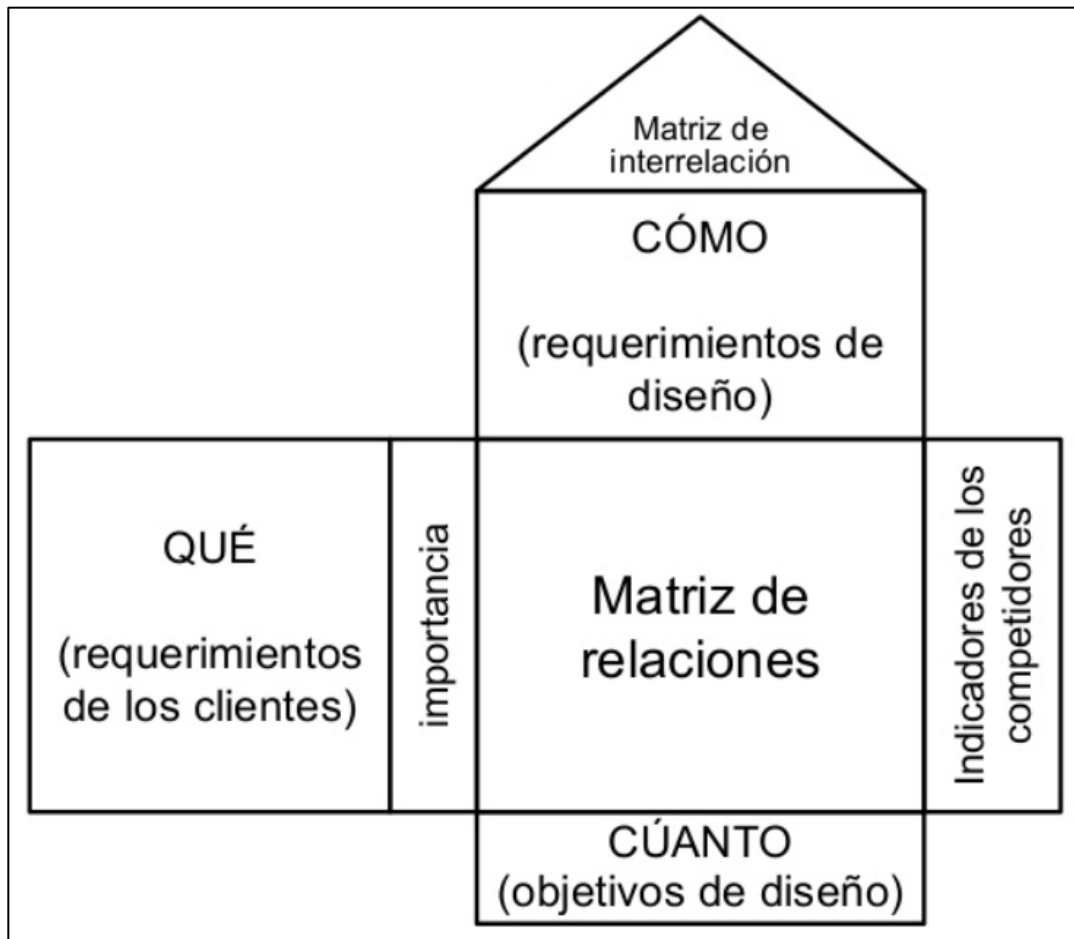 Matriz de
interrelación
CÓMO
(requerimientos de
diseño)
QUÉ
(requerimientos
de los clientes)
importancia
Matriz de
relaciones
Indicadores de los
competidores
CÚANTO
(objetivos de diseño)